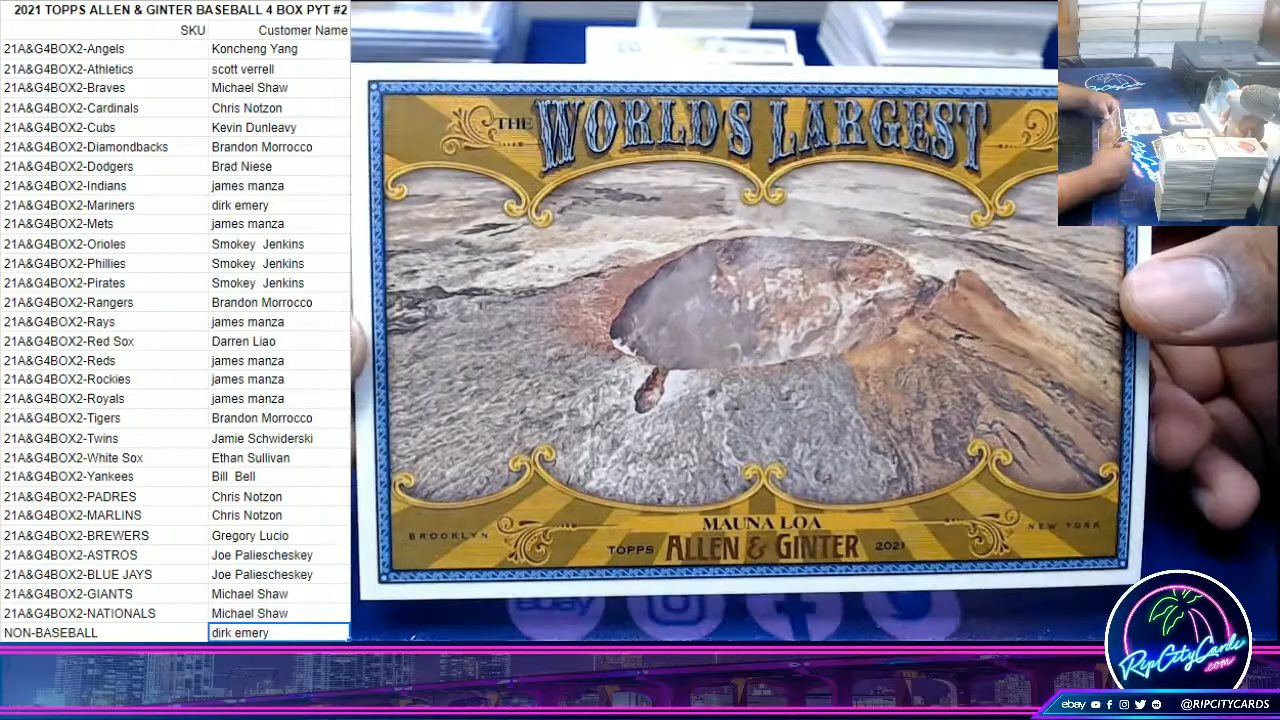 2021 TOPPS ALLEN & GINTER BASEBALL 4 BOX PYT #2
SKU Customer Name
21A&G4BOX2-Angels Koncheng Yang
21A&G4BOX2-Athletics scott verrell
21A&G4BOX2-Braves Michael Shaw
21A&G4BOX2-Cardinals Chris Notzon
21A&G4BOX2-Cubs Kevin Dunleavy
21A&G4BOX2-Diamondbacks Brandon Morrocco
21A&G4BOX2-Dodgers Brad Niese
21A&G4BOX2-Indians james manza
21A&G4BOX2-Mariners dirk emery
21A&G4BOX2-Mets james manza
21A&G4BOX2-Orioles Smokey  Jenkins
21A&G4BOX2-Phillies Smokey  Jenkins
21A&G4BOX2-Pirates Smokey  Jenkins
21A&G4BOX2-Rangers Brandon Morrocco
21A&G4BOX2-Rays james manza
21A&G4BOX2-Red Sox Darren Liao
21A&G4BOX2-Reds james manza
21A&G4BOX2-Rockies james manza
21A&G4BOX2-Royals james manza
21A&G4BOX2-Tigers Brandon Morrocco
21A&G4BOX2-Twins Jamie Schwiderski
21A&G4BOX2-White Sox Ethan Sullivan
21A&G4BOX2-Yankees Bill  Bell
21A&G4BOX2-PADRES Chris Notzon
21A&G4BOX2-MARLINS Chris Notzon
21A&G4BOX2-BREWERS Gregory Lucio
21A&G4BOX2-ASTROS Joe Paliescheskey
21A&G4BOX2-BLUE JAYS Joe Paliescheskey
21A&G4BOX2-GIANTS Michael Shaw
21A&G4BOX2-NATIONALS Michael Shaw
NON-BASEBALL dirk emery
THE WORLD'S LARGEST
MAUNA LOA
BROOKLYN NEW YORK
TOPPS ALLEN & GINTER 2021
ebay
RipCityCards
.com
ebay @RIPCITYCARDS